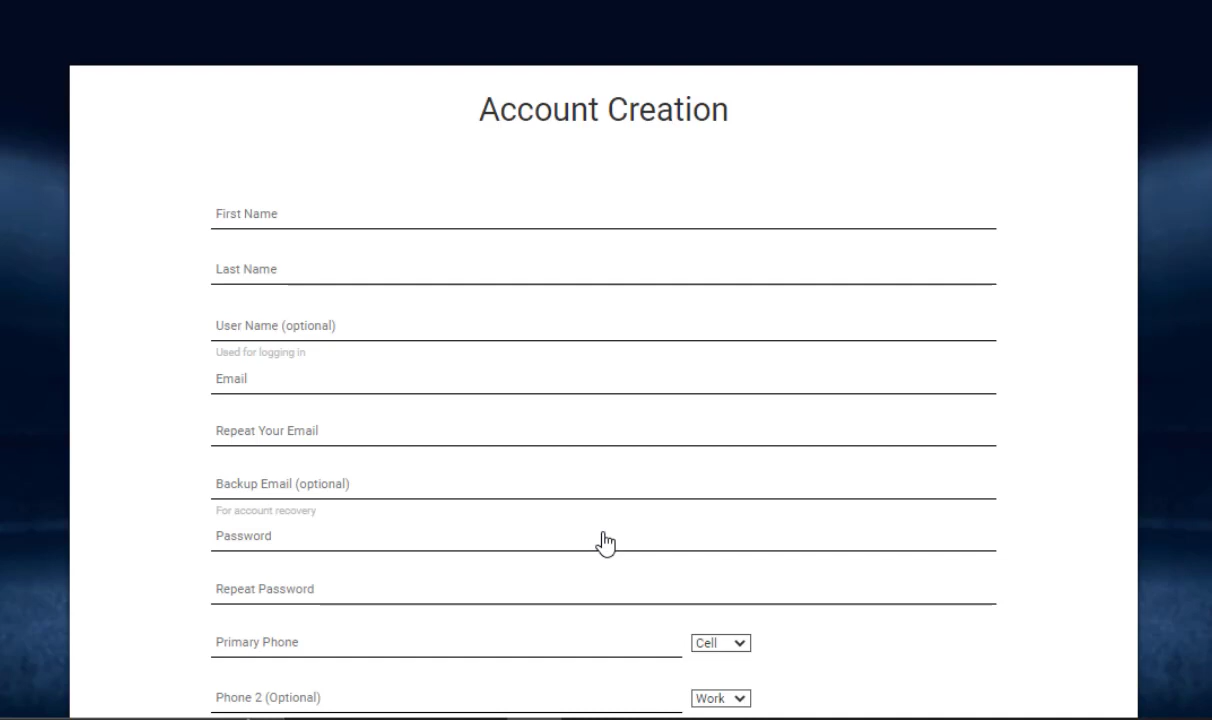 Account Creation
First Name
Last Name
User Name (optional)
Used for logging in
Email
Repeat Your Email
Backup Email (optional)
For account recovery
Password
Repeat Password
Primary Phone Cell
Phone 2 (Optional) Work